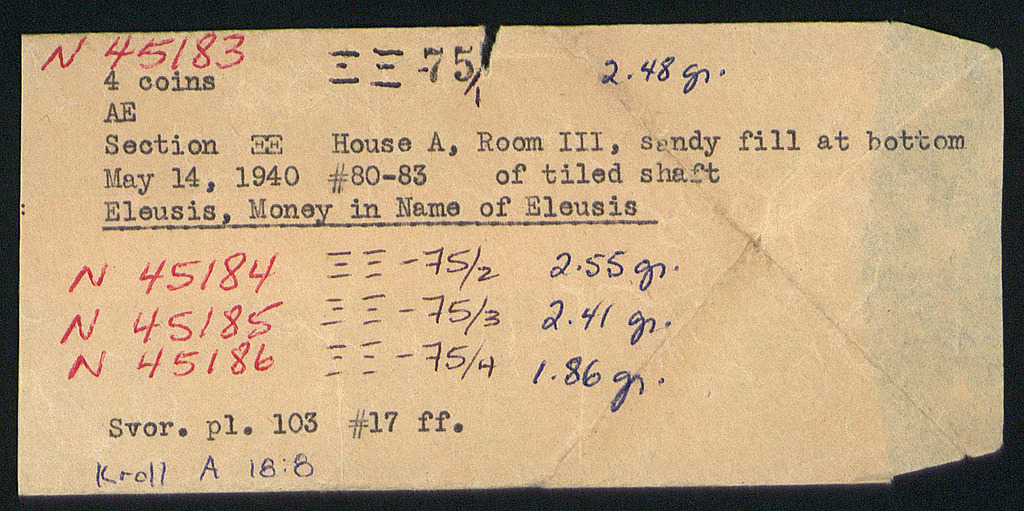 N 45183 ΞΞ-75/1 2.48 gr.
4 coins
AE
Section ΞΞ House A, Room III, sandy fill at bottom
May 14, 1940 #80-83 of tiled shaft
Eleusis, Money in Name of Eleusis
N 45184 ΞΞ-75/2 2.55 gr.
N 45185 ΞΞ-75/3 2.41 gr.
N 45186 ΞΞ-75/4 1.86 gr.
Svor. pl. 103 #17 ff.
Kroll A 18:8